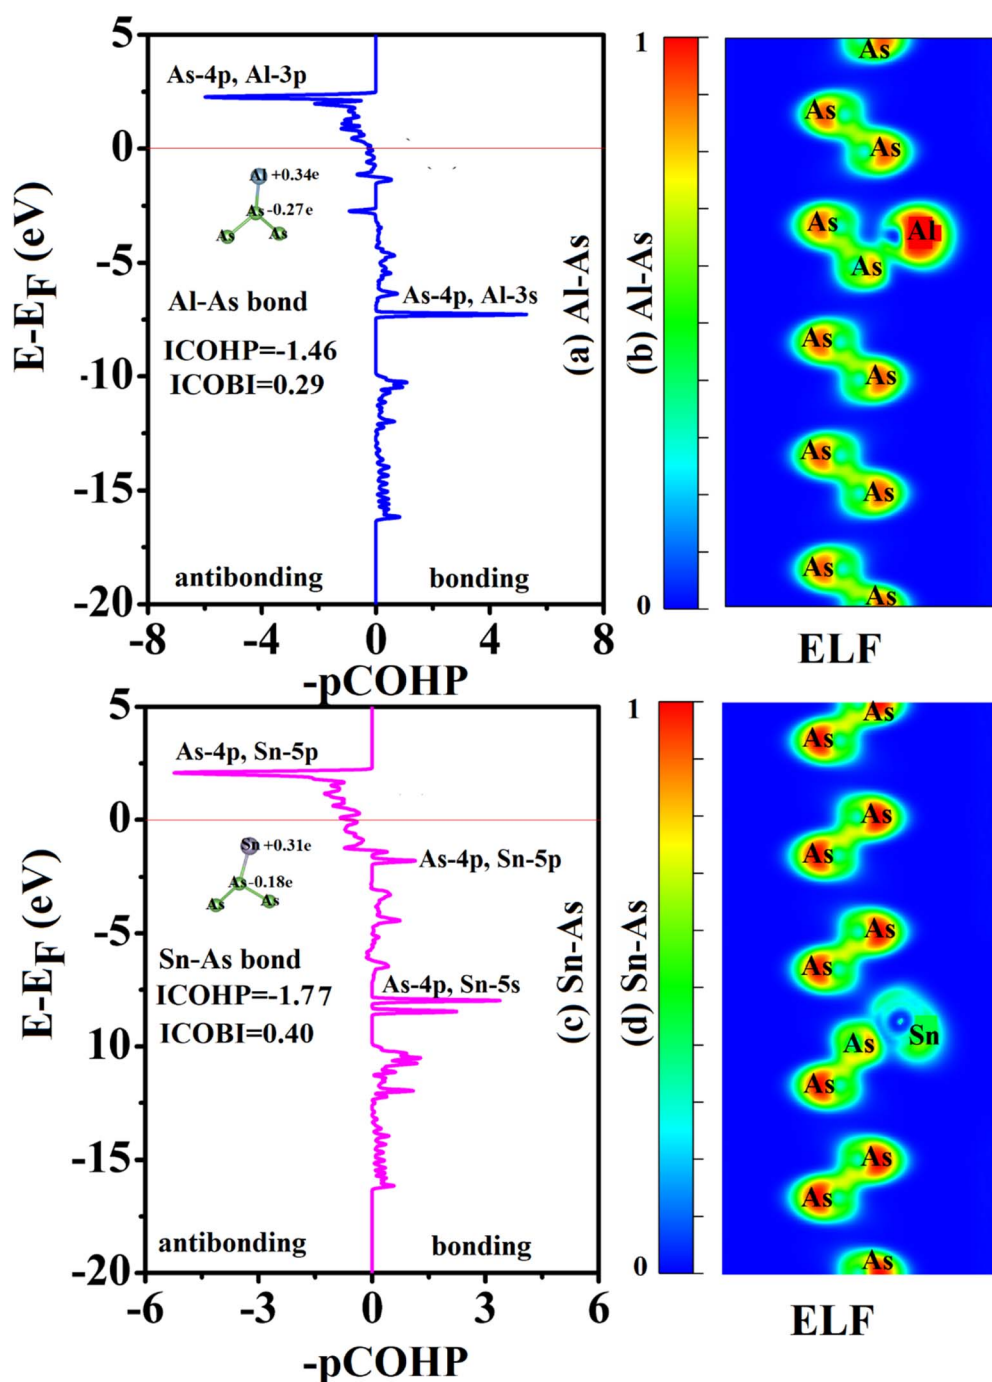 5
0
-5
-10
-15
-20
E-E_F (eV)
As-4p, Al-3p
Al +0.34e
As -0.27e
As
As
Al-As bond
ICOHP=-1.46
ICOBI=0.29
As-4p, Al-3s
antibonding
bonding
-8
-4
0
4
8
-pCOHP
(a) Al-As
(b) Al-As
1
0
As
As
As
As
Al
As
As
As
As
As
As
As
ELF
5
0
-5
10
-15
-20
E-E_F (eV)
As-4p, Sn-5p
Sn +0.31e
As -0.18e
As
As
As-4p, Sn-5p
Sn-As bond
ICOHP=-1.77
ICOBI=0.40
As-4p, Sn-5s
antibonding
bonding
-6
-3
0
3
6
-pCOHP
(c) Sn-As
(d) Sn-As
1
0
As
As
As
As
As
As
Sn
As
As
As
As
As
ELF